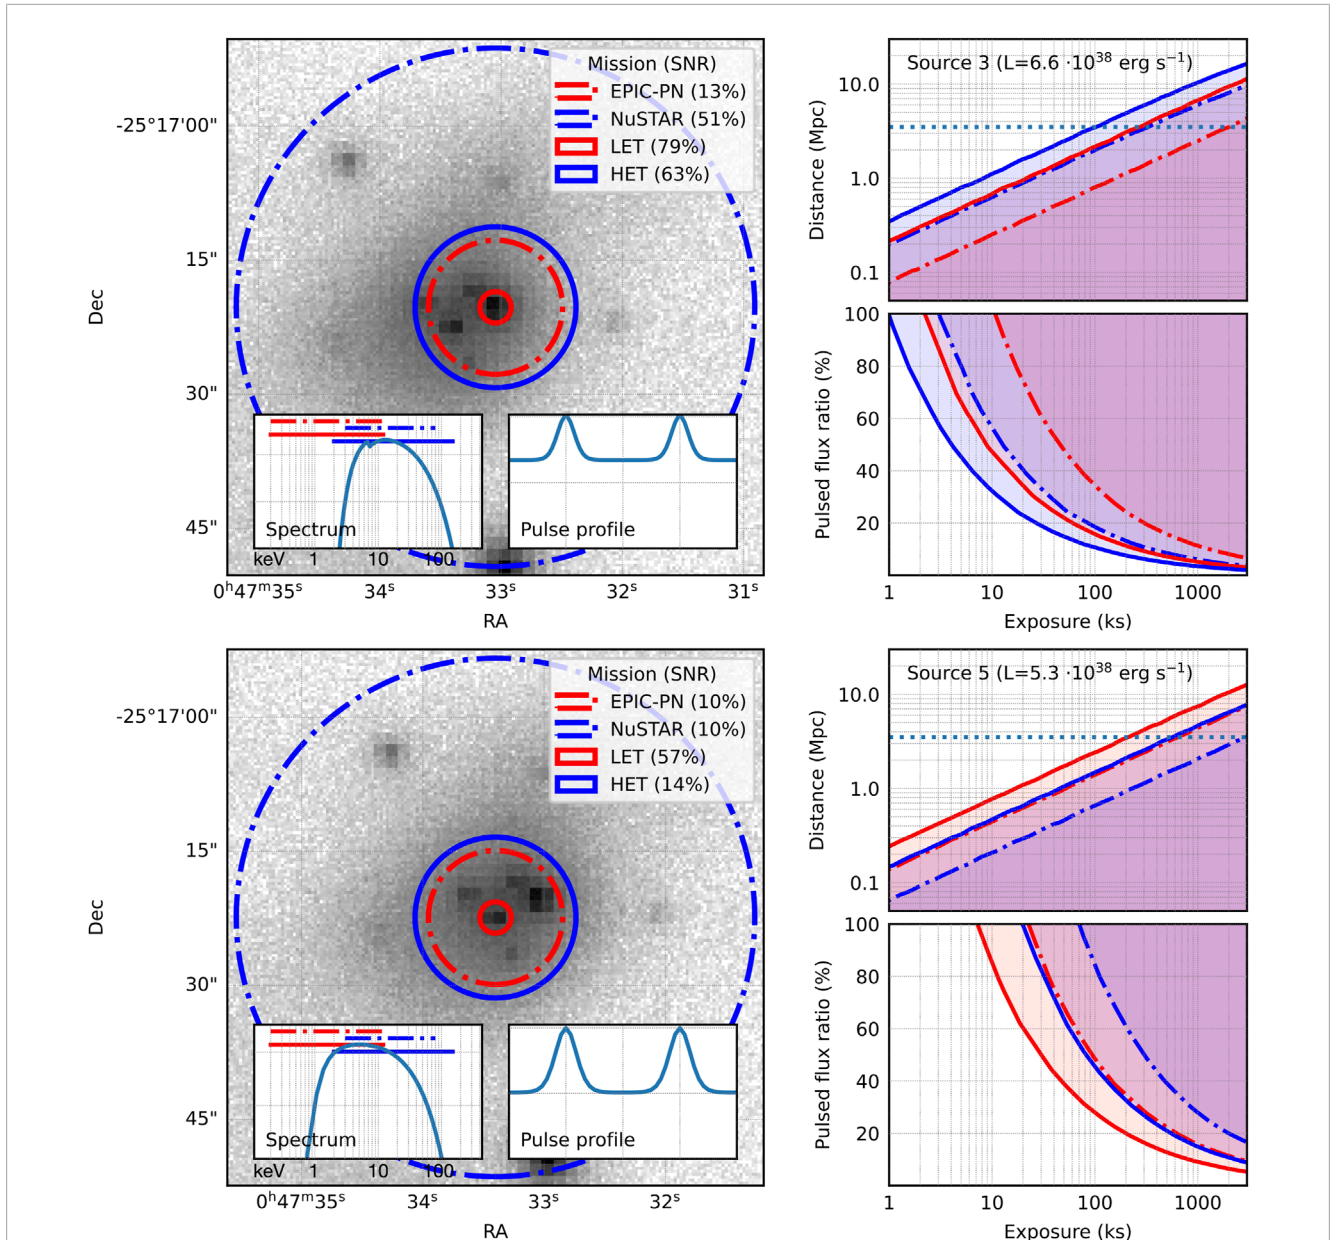 Mission (SNR)
EPIC-PN (13%)
NuSTAR (51%)
LET (79%)
HET (63%)
-25°17'00"
15"
30"
45"
Dec
Spectrum
keV 1 10 100
Pulse profile
0ʰ47ᵐ35ˢ 34ˢ 33ˢ 32ˢ 31ˢ
RA
Source 3 (L=6.6 ·10³⁸ erg s⁻¹)
10.0
1.0
0.1
Distance (Mpc)
100
80
60
40
20
Pulsed flux ratio (%)
1 10 100 1000
Exposure (ks)
Mission (SNR)
EPIC-PN (10%)
NuSTAR (10%)
LET (57%)
HET (14%)
-25°17'00"
15"
30"
45"
Dec
Spectrum
keV 1 10 100
Pulse profile
0ʰ47ᵐ35ˢ 34ˢ 33ˢ 32ˢ
RA
Source 5 (L=5.3 ·10³⁸ erg s⁻¹)
10.0
1.0
0.1
Distance (Mpc)
100
80
60
40
20
Pulsed flux ratio (%)
1 10 100 1000
Exposure (ks)